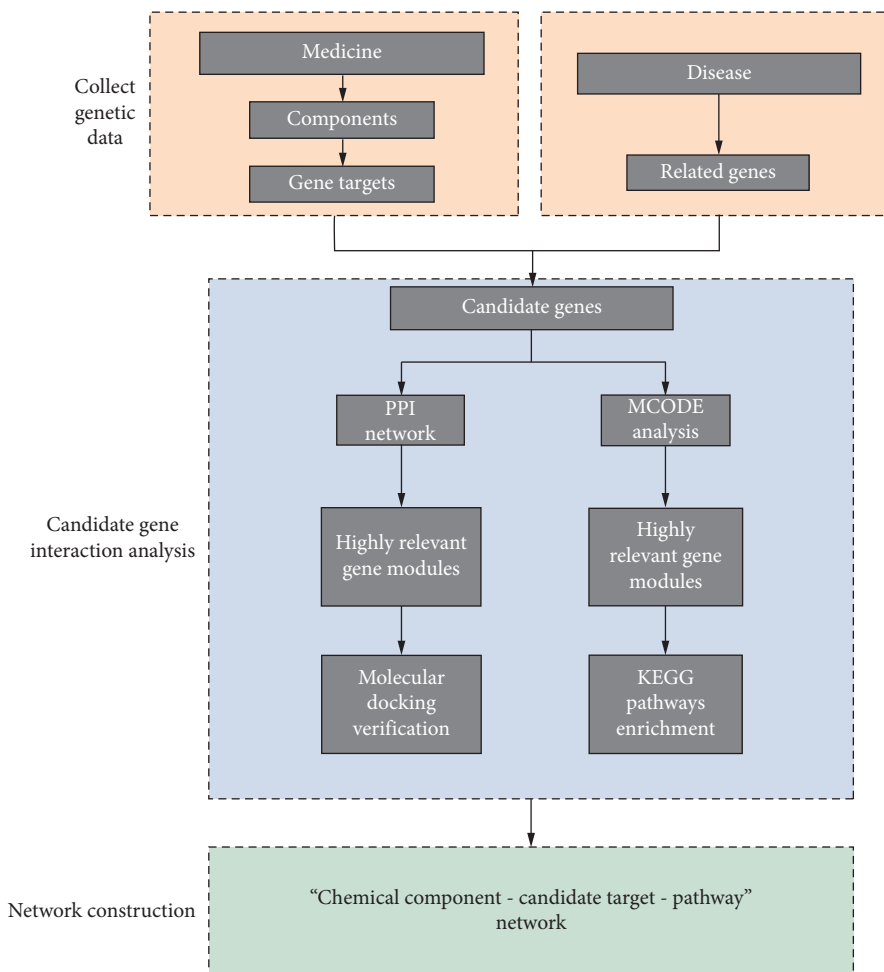 Collect
genetic
data
Medicine
Components
Gene targets
Disease
Related genes
Candidate gene
interaction analysis
Candidate genes
PPI
network
MCODE
analysis
Highly relevant
gene modules
Highly
relevant gene
modules
Molecular
docking
verification
KEGG
pathways
enrichment
Network construction
“Chemical component - candidate target - pathway”
network